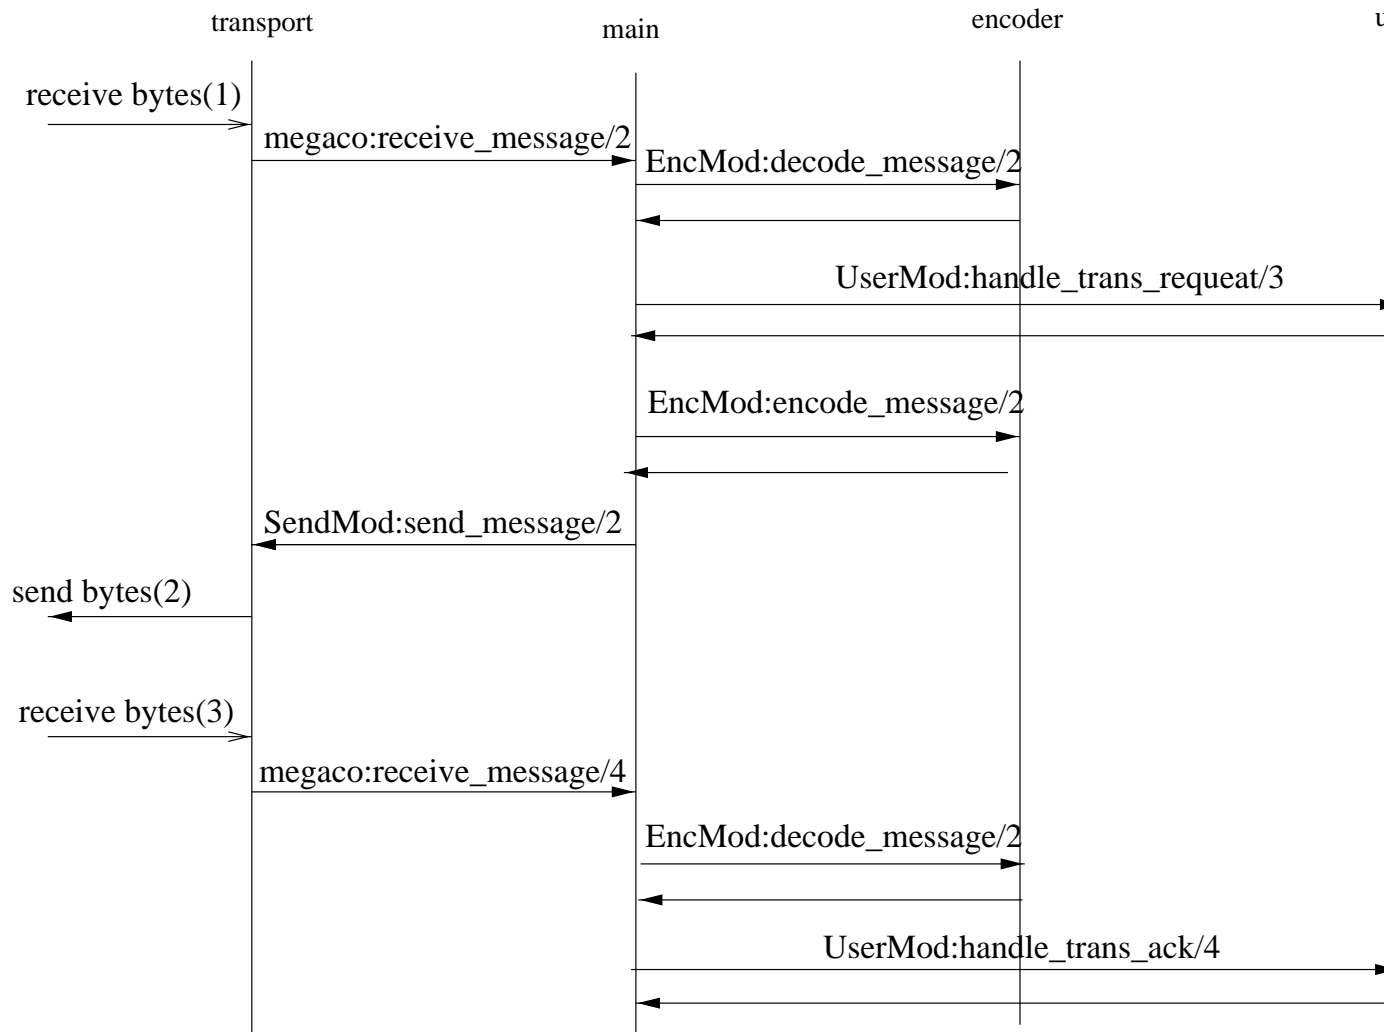 transport
main
encoder
u
receive bytes(1)
megaco:receive_message/2
EncMod:decode_message/2
UserMod:handle_trans_requeat/3
EncMod:encode_message/2
SendMod:send_message/2
send bytes(2)
receive bytes(3)
megaco:receive_message/4
EncMod:decode_message/2
UserMod:handle_trans_ack/4